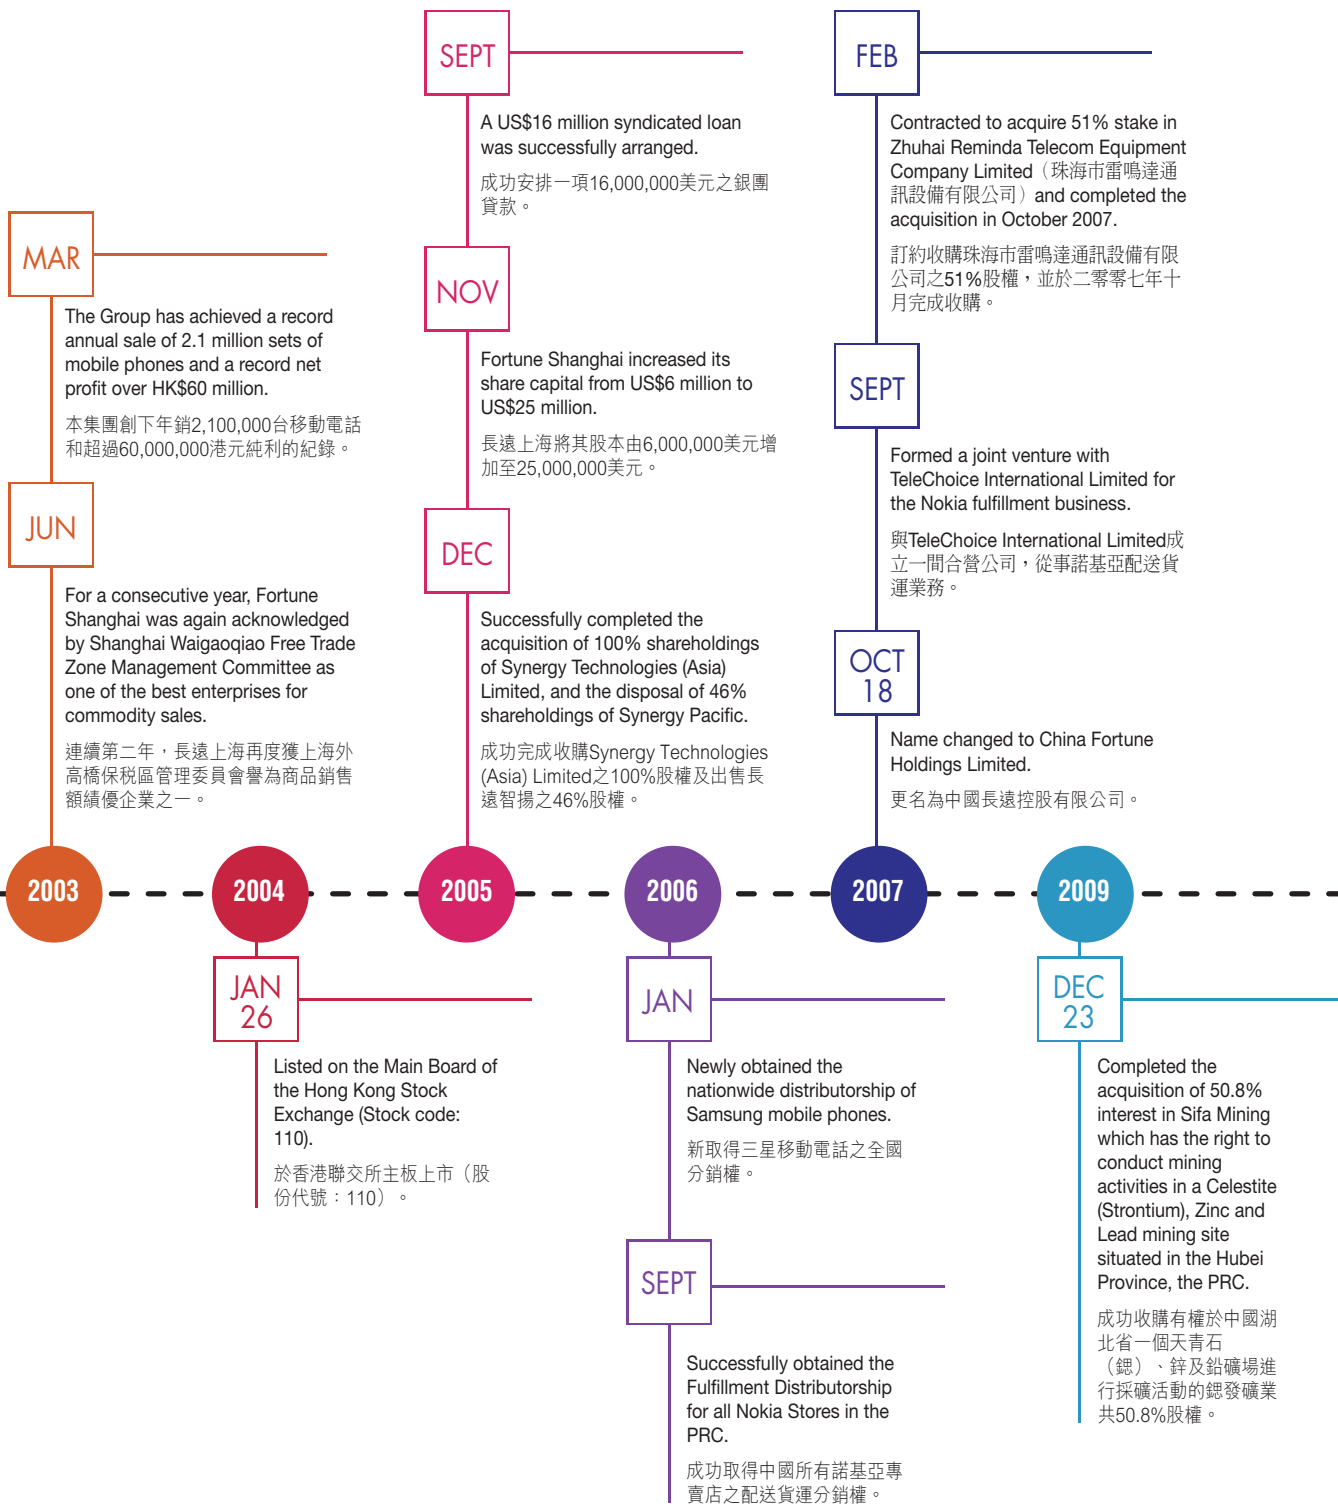 MAR
The Group has achieved a record
annual sale of 2.1 million sets of
mobile phones and a record net
profit over HK$60 million.
本集團創下年銷2,100,000台移動電話
和超過60,000,000港元純利的紀錄。
JUN
For a consecutive year, Fortune
Shanghai was again acknowledged
by Shanghai Waigaoqiao Free Trade
Zone Management Committee as
one of the best enterprises for
commodity sales.
連續第二年，長遠上海再度獲上海外
高橋保稅區管理委員會譽為商品銷售
額績優企業之一。
2003
2004
JAN
26
Listed on the Main Board of
the Hong Kong Stock
Exchange (Stock code:
110).
於香港聯交所主板上市（股
份代號：110）。
SEPT
A US$16 million syndicated loan
was successfully arranged.
成功安排一項16,000,000美元之銀團
貸款。
NOV
Fortune Shanghai increased its
share capital from US$6 million to
US$25 million.
長遠上海將其股本由6,000,000美元增
加至25,000,000美元。
DEC
Successfully completed the
acquisition of 100% shareholdings
of Synergy Technologies (Asia)
Limited, and the disposal of 46%
shareholdings of Synergy Pacific.
成功完成收購Synergy Technologies
(Asia) Limited之100%股權及出售長
遠智揚之46%股權。
2005
2006
JAN
Newly obtained the
nationwide distributorship of
Samsung mobile phones.
新取得三星移動電話之全國
分銷權。
SEPT
Successfully obtained the
Fulfillment Distributorship
for all Nokia Stores in the
PRC.
成功取得中國所有諾基亞專
賣店之配送貨運分銷權。
FEB
Contracted to acquire 51% stake in
Zhuhai Reminda Telecom Equipment
Company Limited（珠海市雷鳴達通
訊設備有限公司）and completed the
acquisition in October 2007.
訂約收購珠海市雷鳴達通訊設備有限
公司之51%股權，並於二零零七年十
月完成收購。
SEPT
Formed a joint venture with
TeleChoice International Limited for
the Nokia fulfillment business.
與TeleChoice International Limited成
立一間合營公司，從事諾基亞配送貨
運業務。
OCT
18
Name changed to China Fortune
Holdings Limited.
更名為中國長遠控股有限公司。
2007
2009
DEC
23
Completed the
acquisition of 50.8%
interest in Sifa Mining
which has the right to
conduct mining
activities in a Celestite
(Strontium), Zinc and
Lead mining site
situated in the Hubei
Province, the PRC.
成功收購有權於中國湖
北省一個天青石
（鍶）、鋅及鉛礦場進
行採礦活動的鍶發礦業
共50.8%股權。